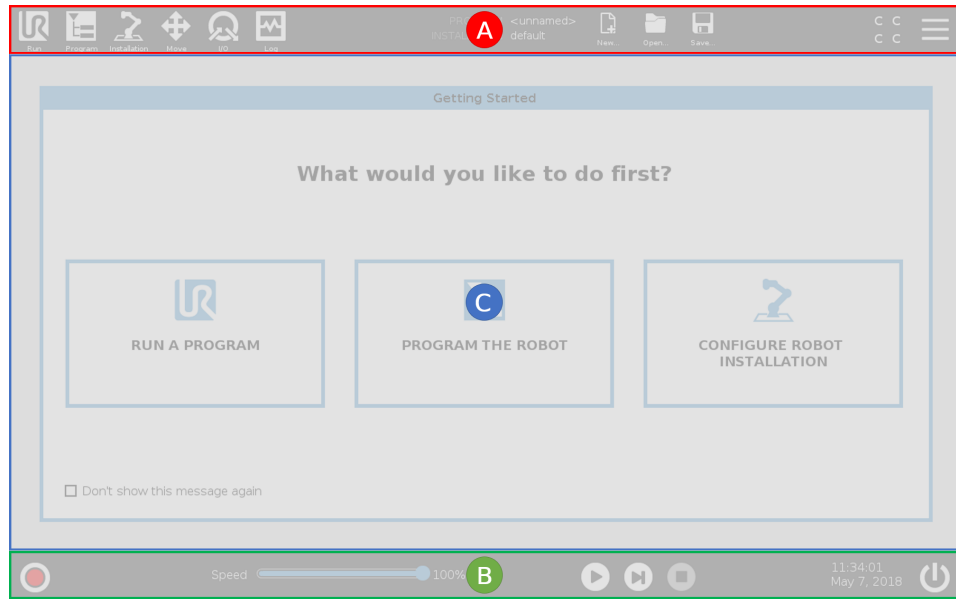 Run Program Installation Move I/O Log
<unnamed>
default
New... Open... Save...
C C
C C
A
Getting Started
What would you like to do first?
C
RUN A PROGRAM
PROGRAM THE ROBOT
CONFIGURE ROBOT
INSTALLATION
Don't show this message again
Speed 100%
B
11:34:01
May 7, 2018